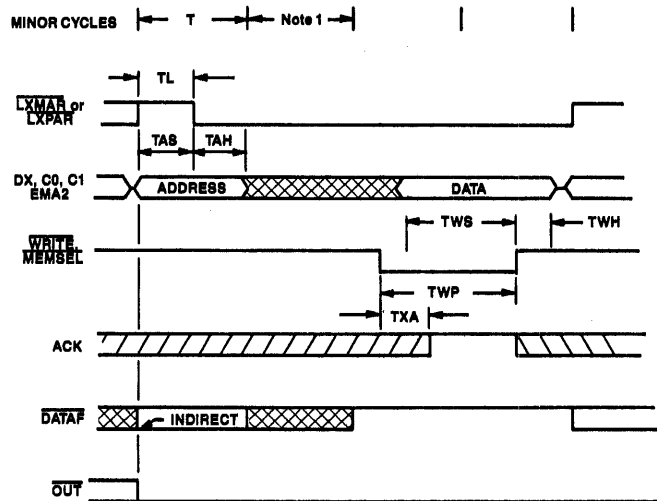 MINOR CYCLES T Note 1
TL
LXMAR or
LXPAR
TAS TAH
DX, C0, C1
EMA2
ADDRESS DATA
TWS TWH
WRITE,
MEMSEL
TWP
TXA
ACK
DATAF INDIRECT
OUT